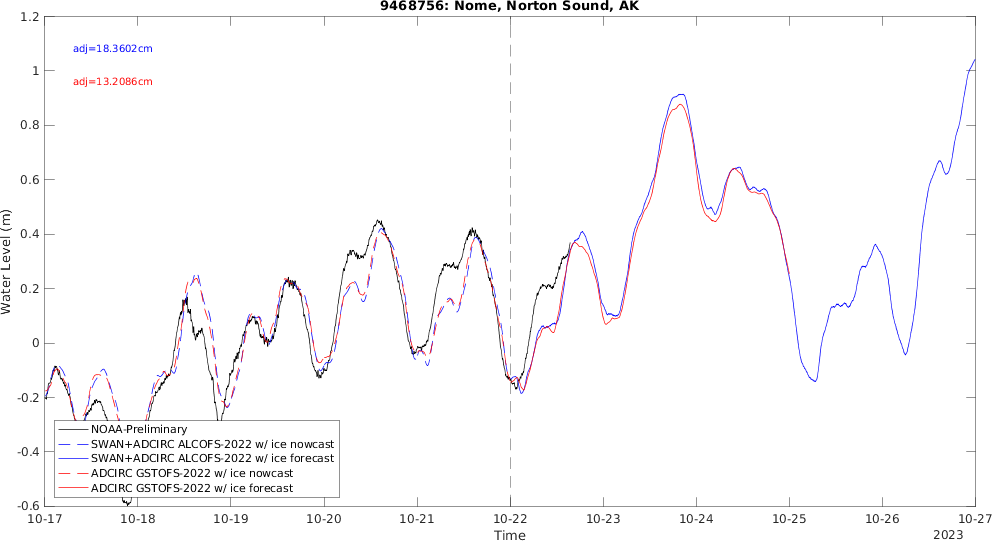 9468756: Nome, Norton Sound, AK
1.2
adj=18.3602cm
1
adj=13.2086cm
0.8
0.6
Water Level (m)
0.4
0.2
0
-0.2
NOAA-Preliminary
SWAN+ADCIRC ALCOFS-2022 w/ ice nowcast
-0.4
SWAN+ADCIRC ALCOFS-2022 w/ ice forecast
ADCIRC GSTOFS-2022 w/ ice nowcast
ADCIRC GSTOFS-2022 w/ ice forecast
-0.6
10-17 10-18 10-19 10-20 10-21 10-22 10-23 10-24 10-25 10-26 10-27
Time
2023